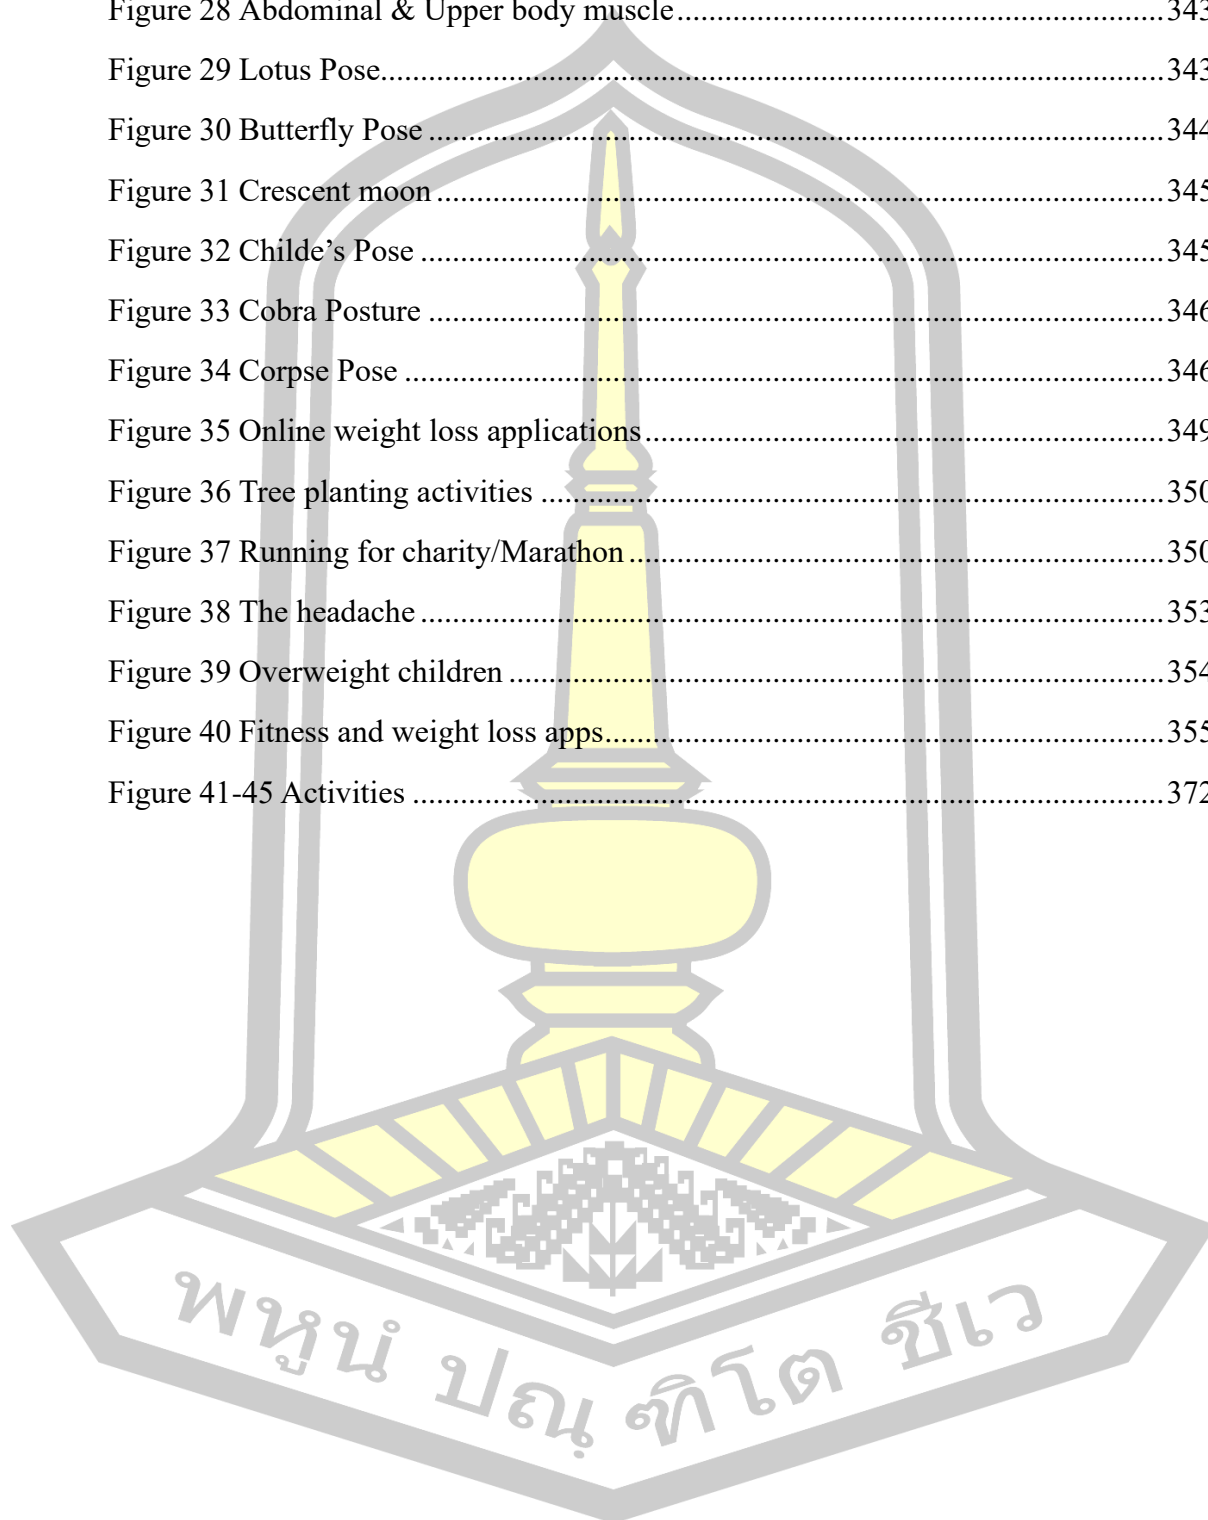 Figure 28 Abdominal & Upper body muscle....................................................................343
Figure 29 Lotus Pose.................................................................................................343
Figure 30 Butterfly Pose ............................................................................................344
Figure 31 Crescent moon...........................................................................................345
Figure 32 Childe’s Pose .............................................................................................345
Figure 33 Cobra Posture ............................................................................................346
Figure 34 Corpse Pose ...............................................................................................346
Figure 35 Online weight loss applications.................................................................349
Figure 36 Tree planting activities ..............................................................................350
Figure 37 Running for charity/Marathon ...................................................................350
Figure 38 The headache .............................................................................................353
Figure 39 Overweight children ..................................................................................354
Figure 40 Fitness and weight loss apps......................................................................355
Figure 41-45 Activities ..............................................................................................372
พหูนํ ปณฺฑิโต ชีเว